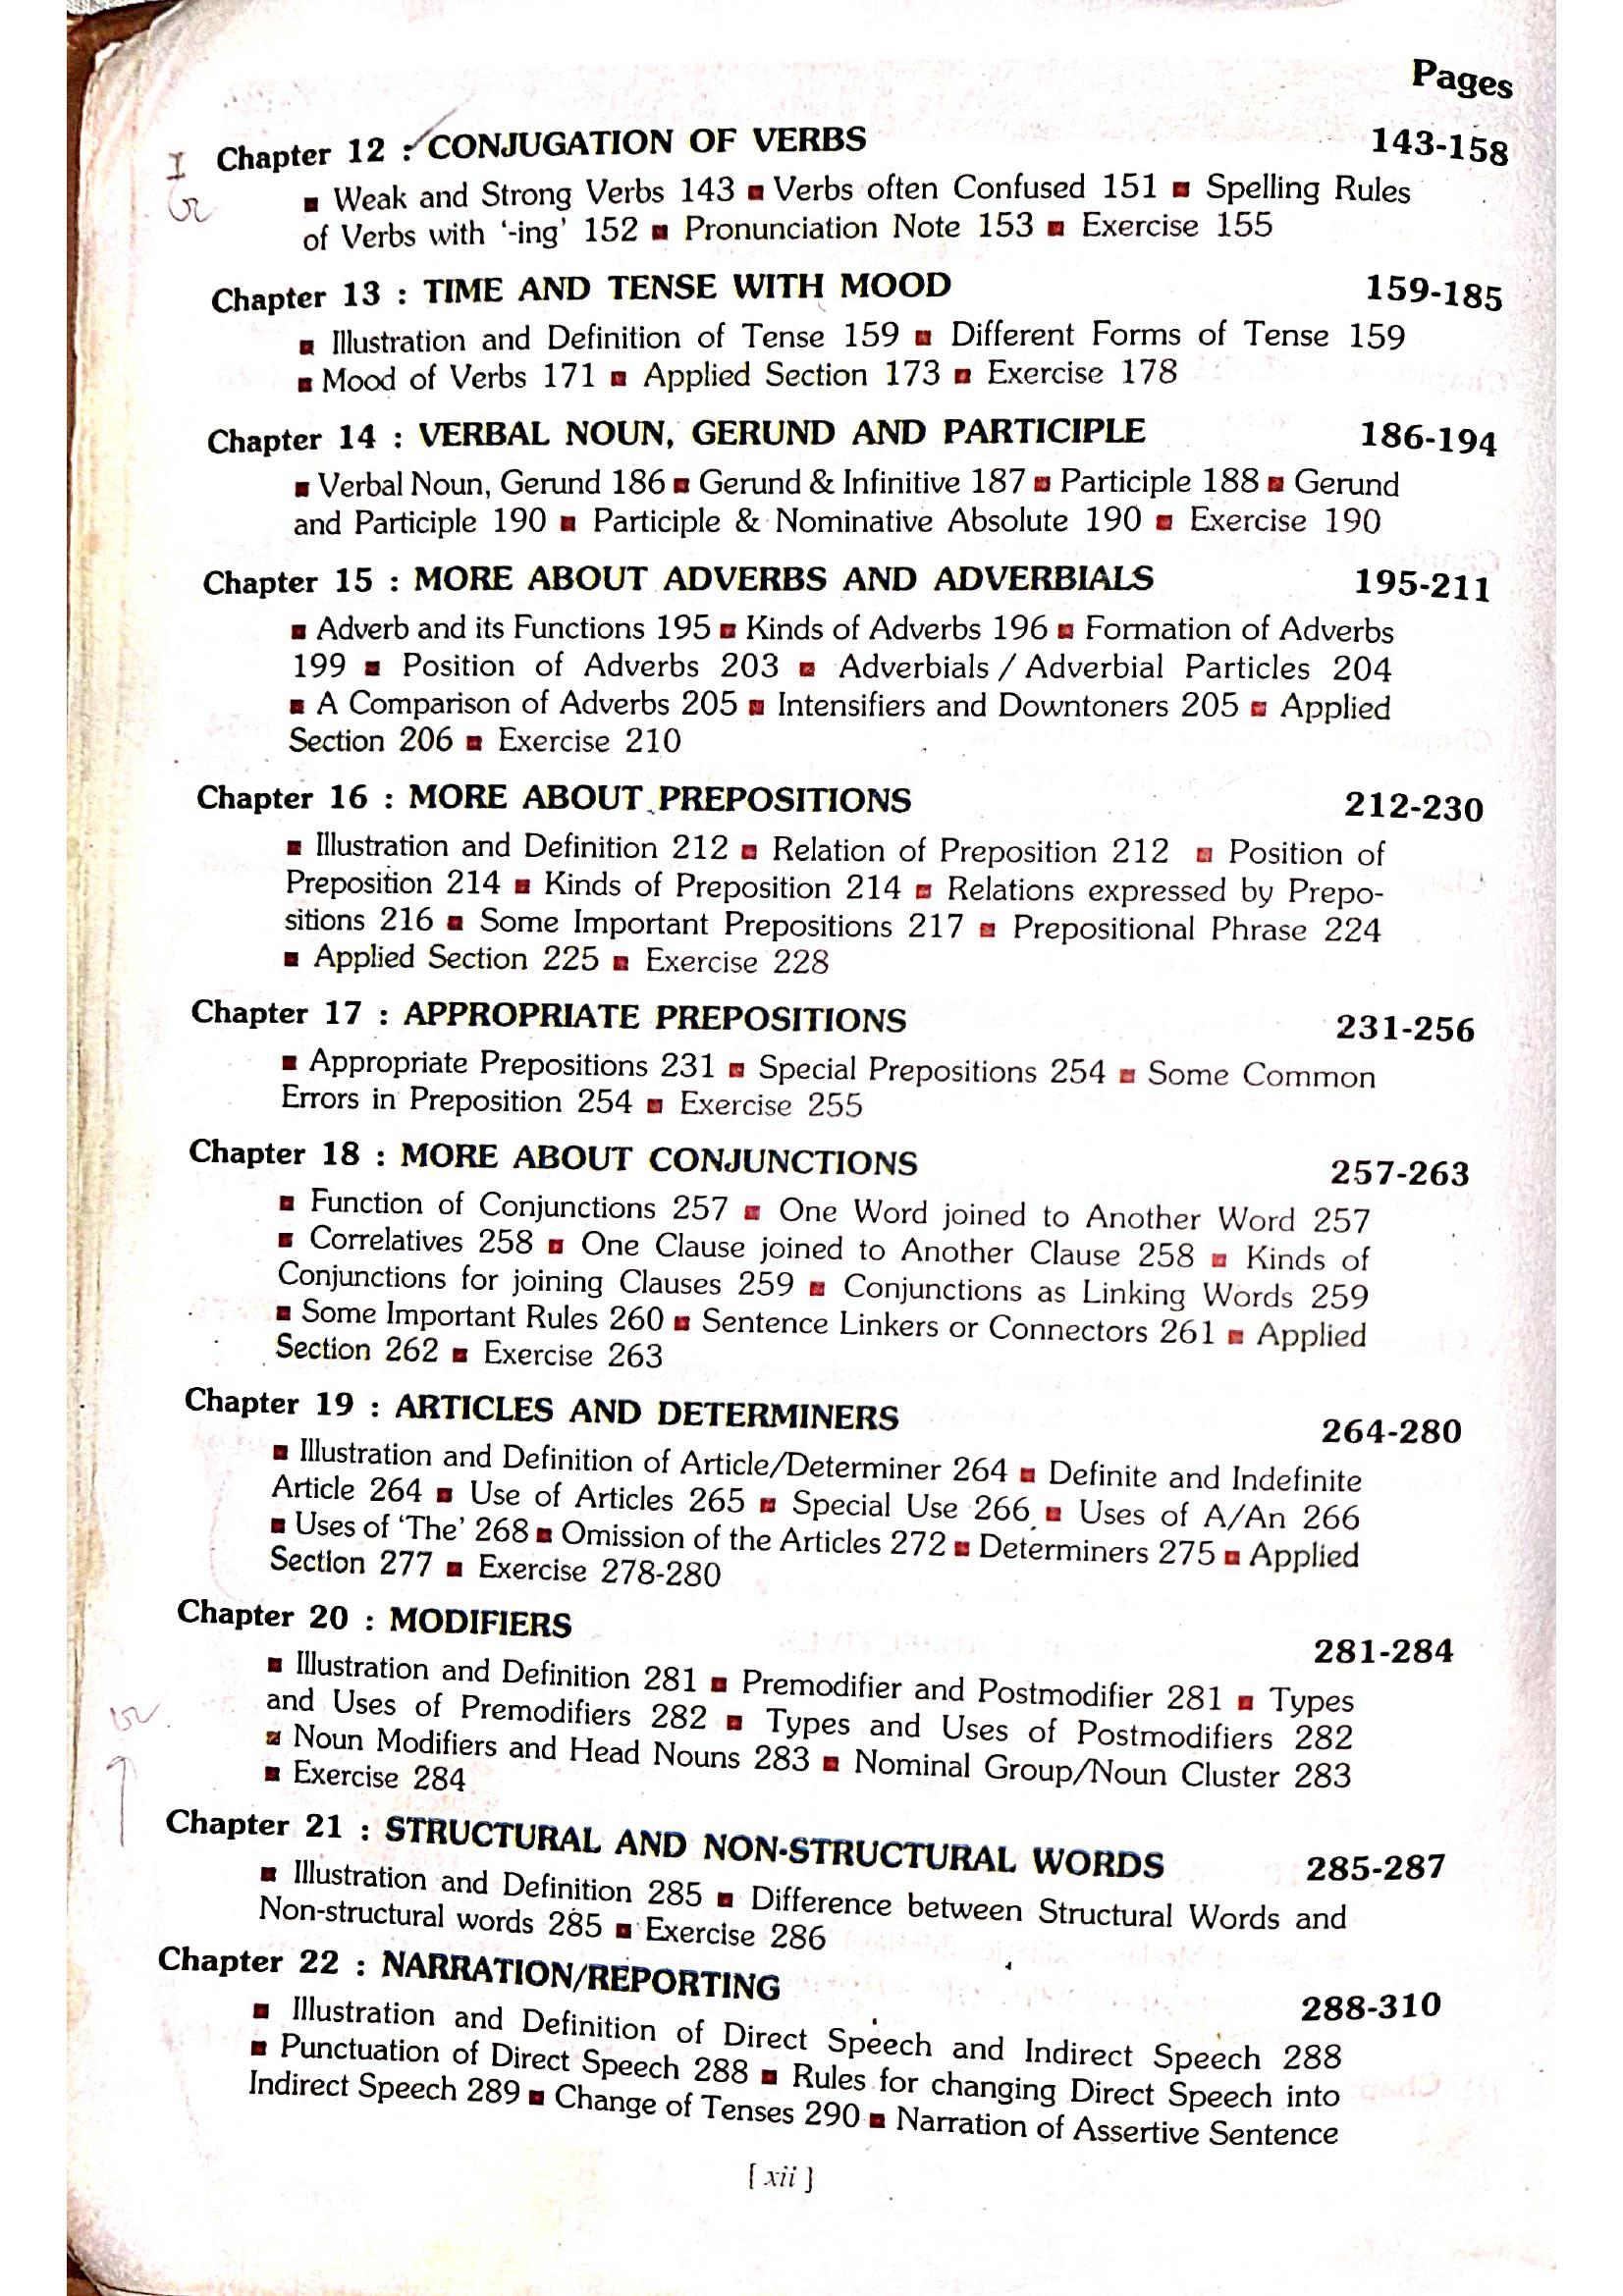 Pages
Chapter 12 : CONJUGATION OF VERBS 143-158
■ Weak and Strong Verbs 143 ■ Verbs often Confused 151 ■ Spelling Rules
of Verbs with ‘-ing’ 152 ■ Pronunciation Note 153 ■ Exercise 155
Chapter 13 : TIME AND TENSE WITH MOOD 159-185
■ Illustration and Definition of Tense 159 ■ Different Forms of Tense 159
■ Mood of Verbs 171 ■ Applied Section 173 ■ Exercise 178
Chapter 14 : VERBAL NOUN, GERUND AND PARTICIPLE 186-194
■ Verbal Noun, Gerund 186 ■ Gerund & Infinitive 187 ■ Participle 188 ■ Gerund
and Participle 190 ■ Participle & Nominative Absolute 190 ■ Exercise 190
Chapter 15 : MORE ABOUT ADVERBS AND ADVERBIALS 195-211
■ Adverb and its Functions 195 ■ Kinds of Adverbs 196 ■ Formation of Adverbs
199 ■ Position of Adverbs 203 ■ Adverbials / Adverbial Particles 204
■ A Comparison of Adverbs 205 ■ Intensifiers and Downtoners 205 ■ Applied
Section 206 ■ Exercise 210
Chapter 16 : MORE ABOUT PREPOSITIONS 212-230
■ Illustration and Definition 212 ■ Relation of Preposition 212 ■ Position of
Preposition 214 ■ Kinds of Preposition 214 ■ Relations expressed by Prepo-
sitions 216 ■ Some Important Prepositions 217 ■ Prepositional Phrase 224
■ Applied Section 225 ■ Exercise 228
Chapter 17 : APPROPRIATE PREPOSITIONS 231-256
■ Appropriate Prepositions 231 ■ Special Prepositions 254 ■ Some Common
Errors in Preposition 254 ■ Exercise 255
Chapter 18 : MORE ABOUT CONJUNCTIONS 257-263
■ Function of Conjunctions 257 ■ One Word joined to Another Word 257
■ Correlatives 258 ■ One Clause joined to Another Clause 258 ■ Kinds of
Conjunctions for joining Clauses 259 ■ Conjunctions as Linking Words 259
■ Some Important Rules 260 ■ Sentence Linkers or Connectors 261 ■ Applied
Section 262 ■ Exercise 263
Chapter 19 : ARTICLES AND DETERMINERS 264-280
■ Illustration and Definition of Article/Determiner 264 ■ Definite and Indefinite
Article 264 ■ Use of Articles 265 ■ Special Use 266 ■ Uses of A/An 266
■ Uses of ‘The’ 268 ■ Omission of the Articles 272 ■ Determiners 275 ■ Applied
Section 277 ■ Exercise 278-280
Chapter 20 : MODIFIERS 281-284
■ Illustration and Definition 281 ■ Premodifier and Postmodifier 281 ■ Types
and Uses of Premodifiers 282 ■ Types and Uses of Postmodifiers 282
■ Noun Modifiers and Head Nouns 283 ■ Nominal Group/Noun Cluster 283
■ Exercise 284
Chapter 21 : STRUCTURAL AND NON-STRUCTURAL WORDS 285-287
■ Illustration and Definition 285 ■ Difference between Structural Words and
Non-structural words 285 ■ Exercise 286
Chapter 22 : NARRATION/REPORTING 288-310
■ Illustration and Definition of Direct Speech and Indirect Speech 288
■ Punctuation of Direct Speech 288 ■ Rules for changing Direct Speech into
Indirect Speech 289 ■ Change of Tenses 290 ■ Narration of Assertive Sentence
[ xii ]